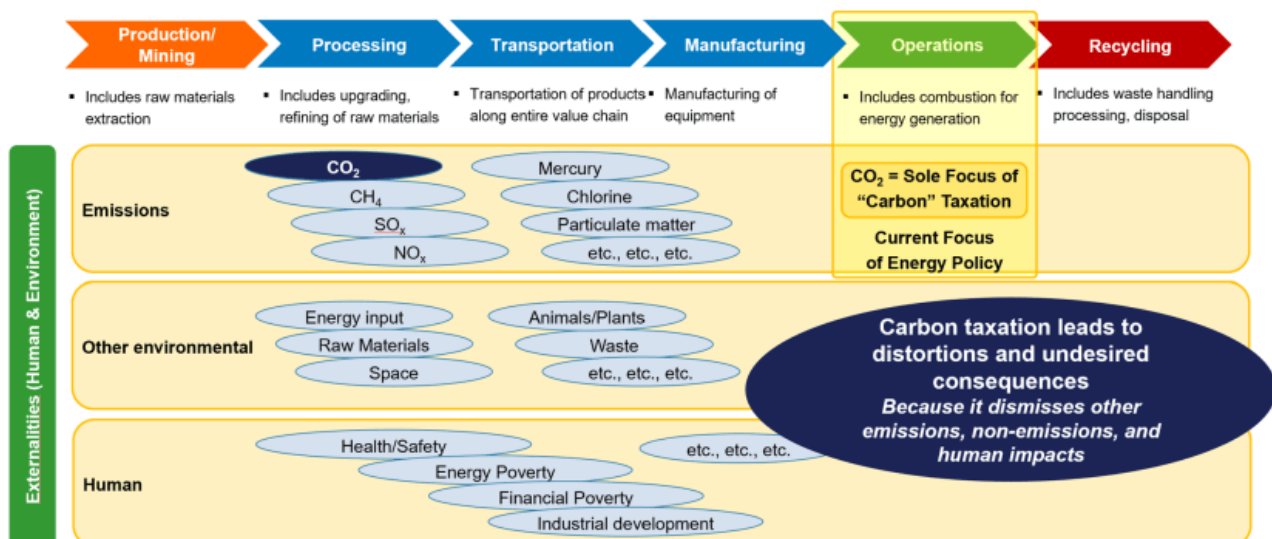 Production/
Mining
Processing
Transportation
Manufacturing
Operations
Recycling
▪ Includes raw materials
extraction
▪ Includes upgrading,
refining of raw materials
▪ Transportation of products
along entire value chain
▪ Manufacturing of
equipment
▪ Includes combustion for
energy generation
▪ Includes waste handling
processing, disposal
Externalitiies (Human & Environment)
Emissions
CO₂
CH₄
SOₓ
NOₓ
Mercury
Chlorine
Particulate matter
etc., etc., etc.
CO₂ = Sole Focus of
“Carbon” Taxation
Current Focus
of Energy Policy
Other environmental
Energy input
Raw Materials
Space
Animals/Plants
Waste
etc., etc., etc.
Carbon taxation leads to
distortions and undesired
consequences
Because it dismisses other
emissions, non-emissions, and
human impacts
Human
Health/Safety
Energy Poverty
Financial Poverty
Industrial development
etc., etc., etc.